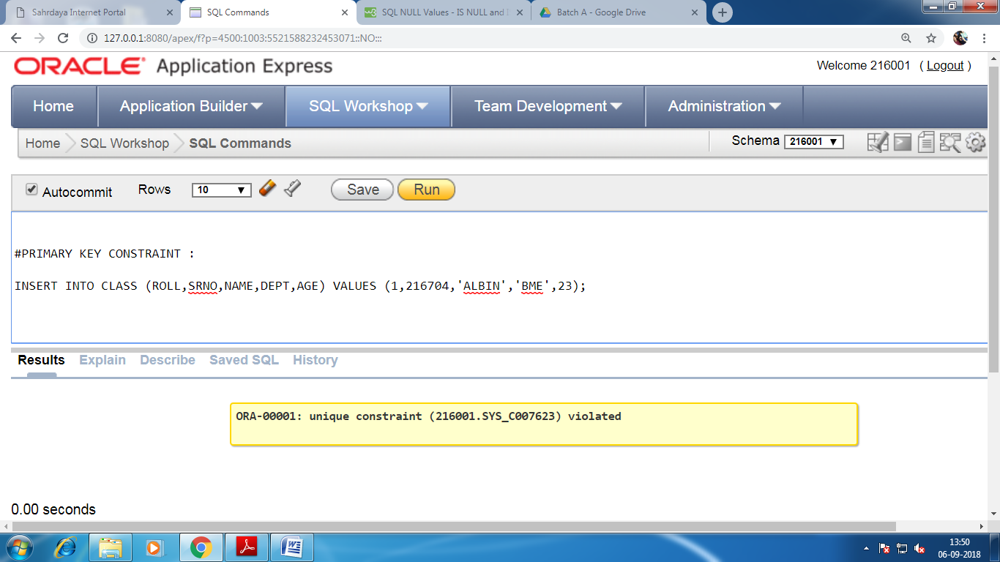 Sahrdaya Internet Portal
SQL Commands
SQL NULL Values - IS NULL and I
Batch A - Google Drive
127.0.0.1:8080/apex/f?p=4500:1003:5521588232453071::NO:::
ORACLE Application Express
Welcome 216001 ( Logout )
Home
Application Builder
SQL Workshop
Team Development
Administration
Home
SQL Workshop
SQL Commands
Schema 216001
Autocommit
Rows 10
Save
Run
#PRIMARY KEY CONSTRAINT :
INSERT INTO CLASS (ROLL,SRNO,NAME,DEPT,AGE) VALUES (1,216704,'ALBIN','BME',23);
Results
Explain
Describe
Saved SQL
History
ORA-00001: unique constraint (216001.SYS_C007623) violated
0.00 seconds
13:50
06-09-2018